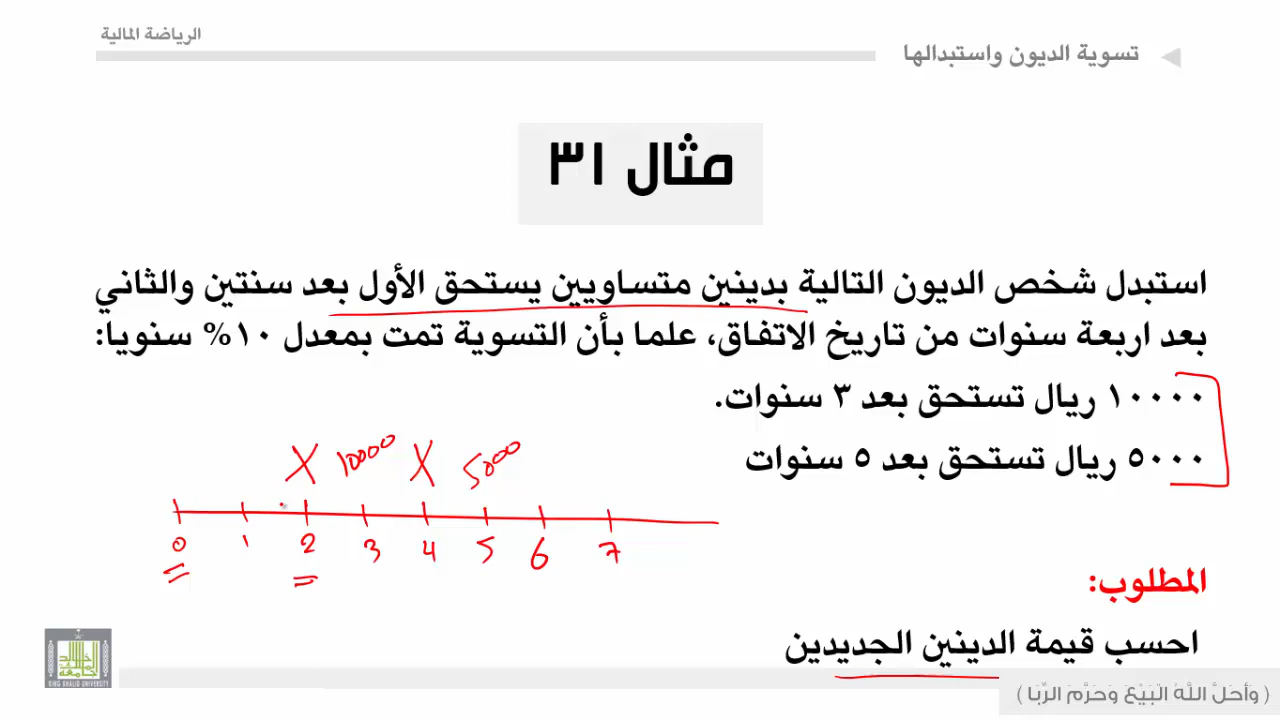 الرياضة المالية
تسوية الديون واستبدالها
مثال ٣١
استبدل شخص الديون التالية بدينين متساويين يستحق الأول بعد سنتين والثاني
بعد اربعة سنوات من تاريخ الاتفاق، علما بأن التسوية تمت بمعدل ١٠% سنويا:
١٠٠٠٠ ريال تستحق بعد ٣ سنوات.
٥٠٠٠ ريال تستحق بعد ٥ سنوات
X 10000 X 5000
0 1 2 3 4 5 6 7
المطلوب:
احسب قيمة الدينين الجديدين
KING KHALID UNIVERSITY
( وَأَحَلَّ اللَّهُ الْبَيْعَ وَحَرَّمَ الرِّبَا )